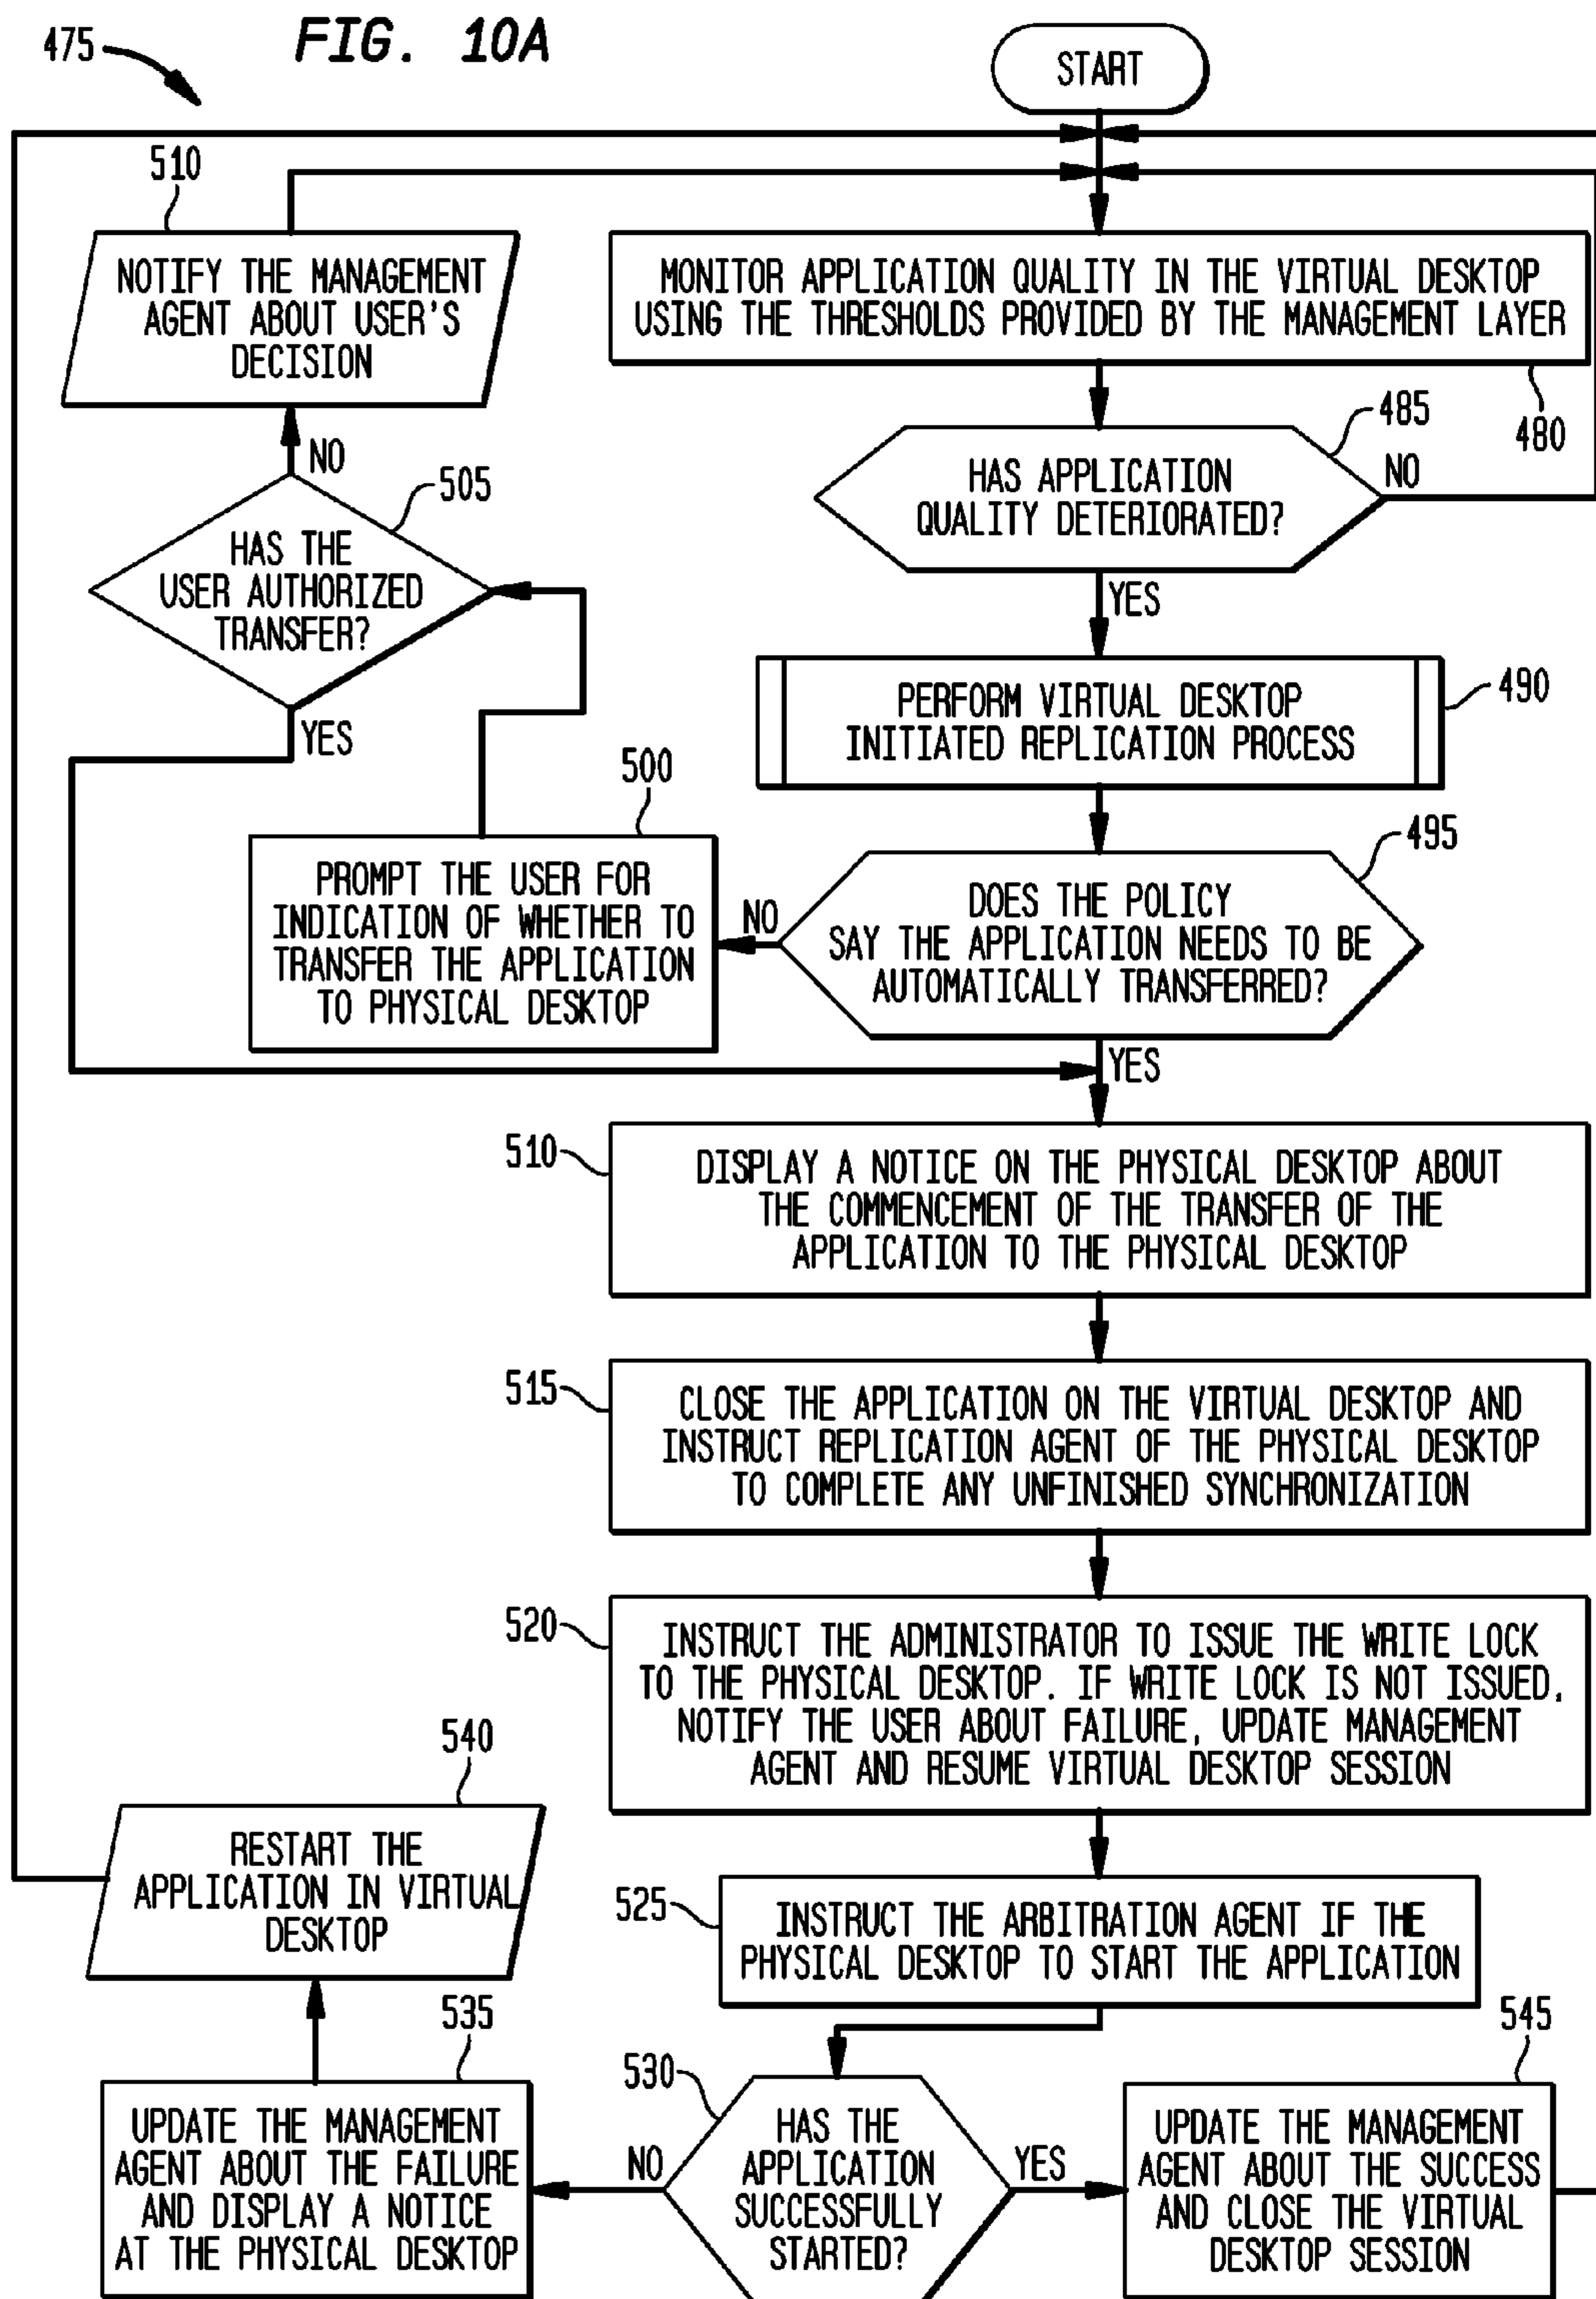 475
FIG. 10A
START
510
NOTIFY THE MANAGEMENT
AGENT ABOUT USER'S
DECISION
MONITOR APPLICATION QUALITY IN THE VIRTUAL DESKTOP
USING THE THRESHOLDS PROVIDED BY THE MANAGEMENT LAYER
480
485
HAS APPLICATION
QUALITY DETERIORATED?
NO
YES
NO
505
HAS THE
USER AUTHORIZED
TRANSFER?
YES
PERFORM VIRTUAL DESKTOP
INITIATED REPLICATION PROCESS
490
500
PROMPT THE USER FOR
INDICATION OF WHETHER TO
TRANSFER THE APPLICATION
TO PHYSICAL DESKTOP
NO
495
DOES THE POLICY
SAY THE APPLICATION NEEDS TO BE
AUTOMATICALLY TRANSFERRED?
YES
510
DISPLAY A NOTICE ON THE PHYSICAL DESKTOP ABOUT
THE COMMENCEMENT OF THE TRANSFER OF THE
APPLICATION TO THE PHYSICAL DESKTOP
515
CLOSE THE APPLICATION ON THE VIRTUAL DESKTOP AND
INSTRUCT REPLICATION AGENT OF THE PHYSICAL DESKTOP
TO COMPLETE ANY UNFINISHED SYNCHRONIZATION
520
INSTRUCT THE ADMINISTRATOR TO ISSUE THE WRITE LOCK
TO THE PHYSICAL DESKTOP. IF WRITE LOCK IS NOT ISSUED,
NOTIFY THE USER ABOUT FAILURE, UPDATE MANAGEMENT
AGENT AND RESUME VIRTUAL DESKTOP SESSION
540
RESTART THE
APPLICATION IN VIRTUAL
DESKTOP
525
INSTRUCT THE ARBITRATION AGENT IF THE
PHYSICAL DESKTOP TO START THE APPLICATION
535
UPDATE THE MANAGEMENT
AGENT ABOUT THE FAILURE
AND DISPLAY A NOTICE
AT THE PHYSICAL DESKTOP
NO
530
HAS THE
APPLICATION
SUCCESSFULLY
STARTED?
YES
545
UPDATE THE MANAGEMENT
AGENT ABOUT THE SUCCESS
AND CLOSE THE VIRTUAL
DESKTOP SESSION